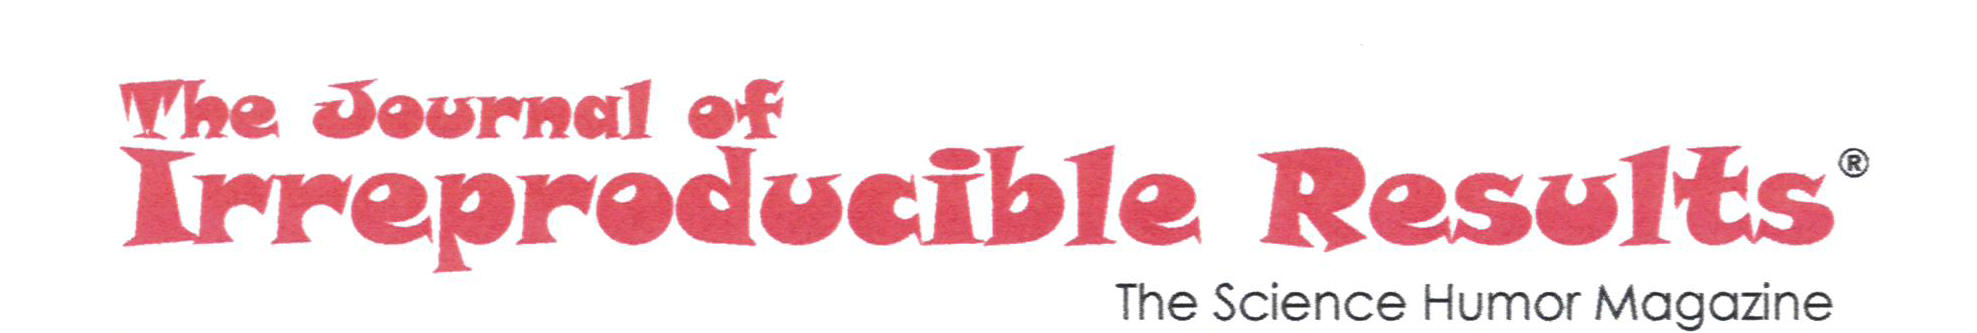 The Journal of
Irreproducible Results®
The Science Humor Magazine